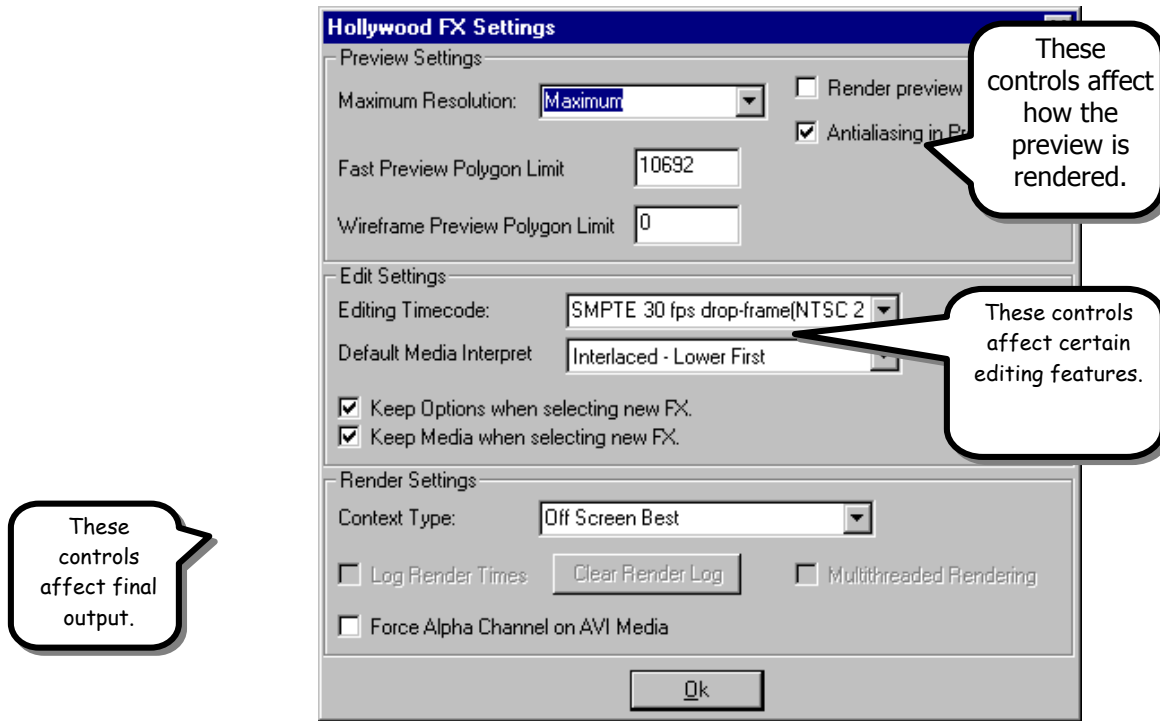 Hollywood FX Settings
Preview Settings
Maximum Resolution: Maximum
Render preview
Antialiasing in
Fast Preview Polygon Limit 10692
Wireframe Preview Polygon Limit 0
These
controls affect
how the
preview is
rendered.
Edit Settings
Editing Timecode: SMPTE 30 fps drop-frame(NTSC 2
Default Media Interpret Interlaced - Lower First
Keep Options when selecting new FX.
Keep Media when selecting new FX.
These controls
affect certain
editing features.
Render Settings
Context Type: Off Screen Best
Log Render Times Clear Render Log Multithreaded Rendering
Force Alpha Channel on AVI Media
These
controls
affect final
output.
Ok